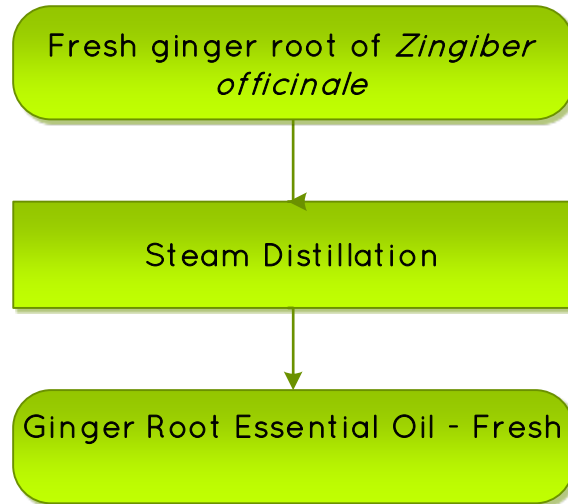 Fresh ginger root of Zingiber
officinale
Steam Distillation
Ginger Root Essential Oil - Fresh